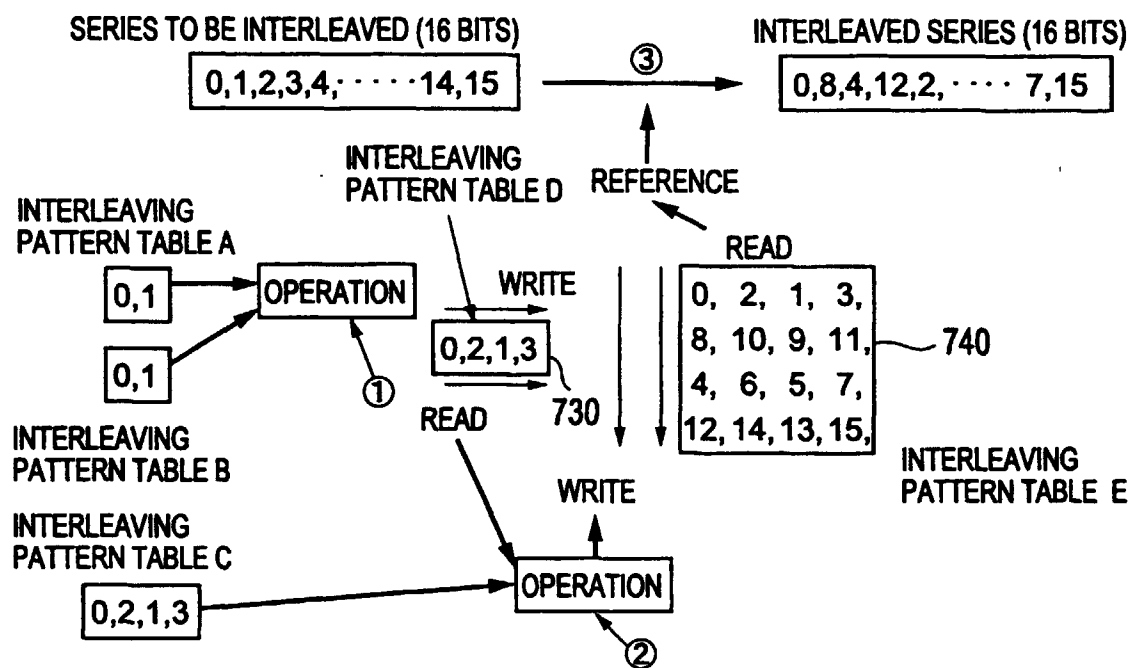 SERIES TO BE INTERLEAVED (16 BITS)
0,1,2,3,4,·····14,15
③
INTERLEAVED SERIES (16 BITS)
0,8,4,12,2,···· 7,15
INTERLEAVING
PATTERN TABLE D
REFERENCE
INTERLEAVING
PATTERN TABLE A
0,1
OPERATION
WRITE
READ
0, 2, 1, 3,
8, 10, 9, 11,
4, 6, 5, 7,
12, 14, 13, 15,
740
0,2,1,3
730
0,1
①
READ
INTERLEAVING
PATTERN TABLE B
INTERLEAVING
PATTERN TABLE E
WRITE
INTERLEAVING
PATTERN TABLE C
0,2,1,3
OPERATION
②